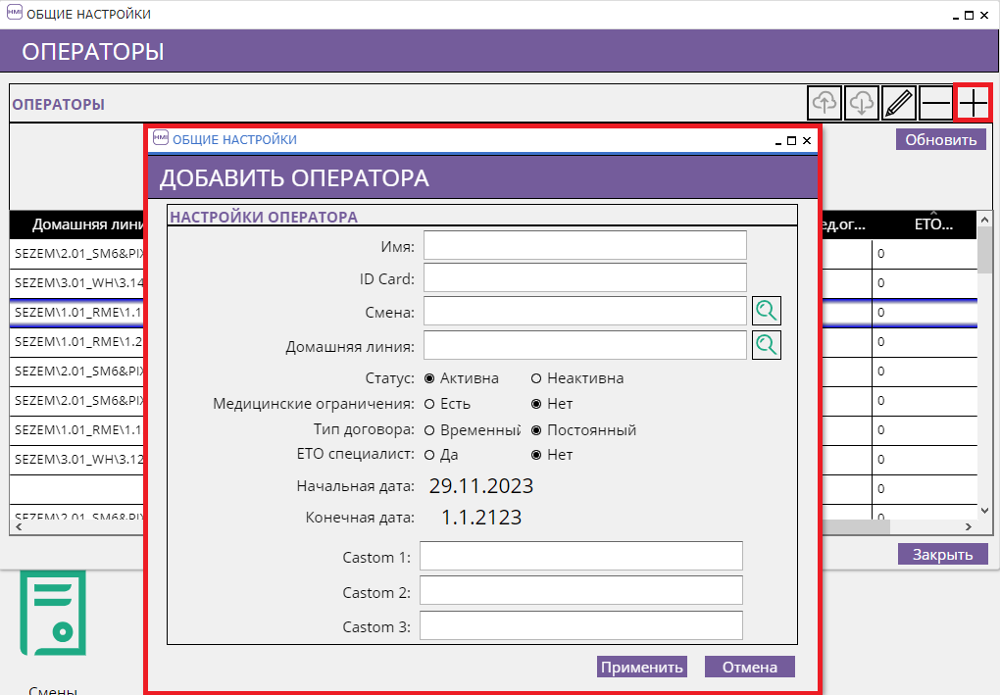 HMI ОБЩИЕ НАСТРОЙКИ
ОПЕРАТОРЫ
ОПЕРАТОРЫ
Обновить
Домашняя лини
ед.ог... ETO...
SEZEM\2.01_SM6&PIX 0
SEZEM\3.01_WH\3.14 0
SEZEM\1.01_RME\1.1 0
SEZEM\1.01_RME\1.2 0
SEZEM\2.01_SM6&PIX 0
SEZEM\2.01_SM6&PIX 0
SEZEM\1.01_RME\1.1 0
SEZEM\3.01_WH\3.12 0
0
SEZEM\2.01_SM6&PIX 0
Закрыть
HMI ОБЩИЕ НАСТРОЙКИ
ДОБАВИТЬ ОПЕРАТОРА
НАСТРОЙКИ ОПЕРАТОРА
Имя:
ID Card:
Смена:
Домашняя линия:
Статус: Активна Неактивна
Медицинские ограничения: Есть Нет
Тип договора: Временный Постоянный
ETO специалист: Да Нет
Начальная дата: 29.11.2023
Конечная дата: 1.1.2123
Castom 1:
Castom 2:
Castom 3:
Применить Отмена
Смены